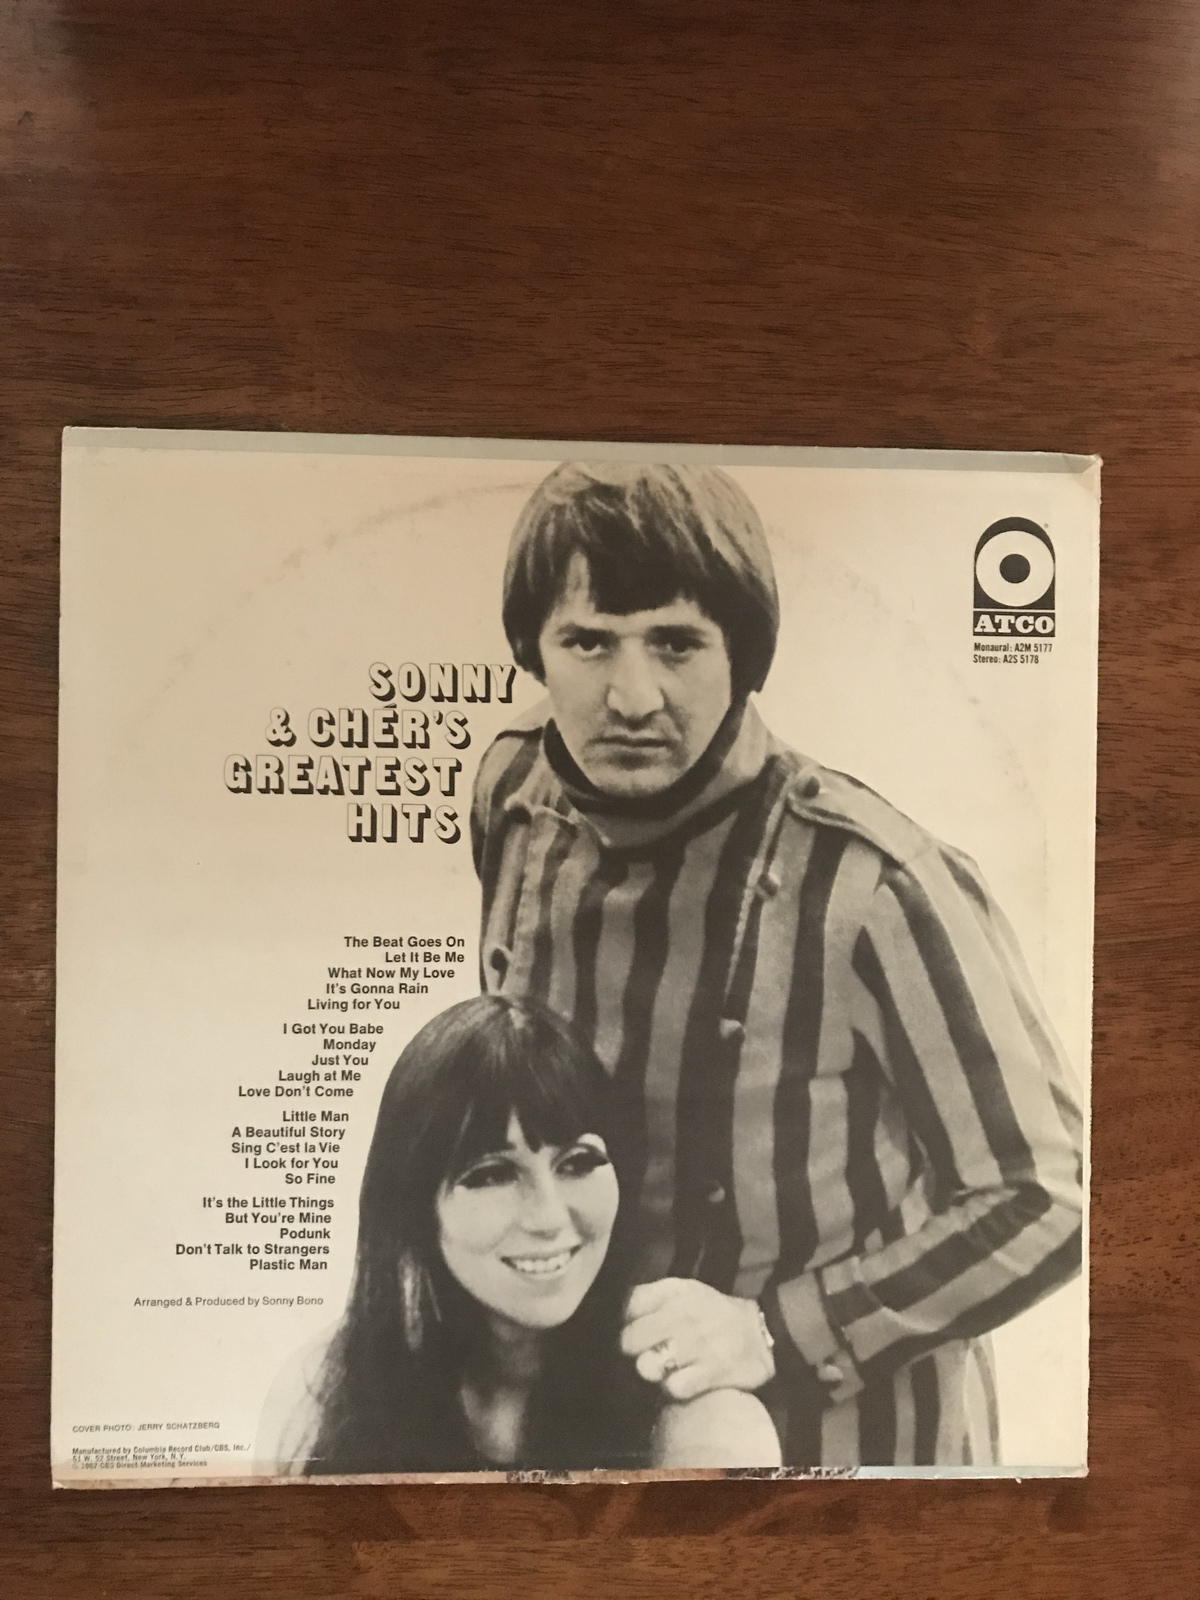 SONNY
& CHÉR'S
GREATEST
HITS
ATCO
Monaural: A2M 5177
Stereo: A2S 5178
The Beat Goes On
Let It Be Me
What Now My Love
It's Gonna Rain
Living for You
I Got You Babe
Monday
Just You
Laugh at Me
Love Don't Come
Little Man
A Beautiful Story
Sing C'est la Vie
I Look for You
So Fine
It's the Little Things
But You're Mine
Podunk
Don't Talk to Strangers
Plastic Man
Arranged & Produced by Sonny Bono
COVER PHOTO: JERRY SCHATZBERG
Manufactured by Columbia Record Club/CBS, Inc./
51 W. 52 Street, New York, N.Y.
© 1967 CBS Direct Marketing Services